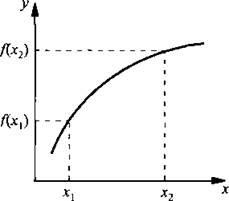 y
f(x₂)
f(x₁)
x₁ x₂ x